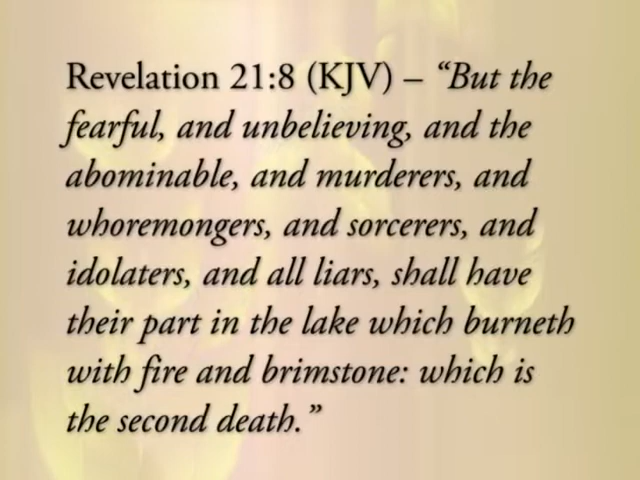 Revelation 21:8 (KJV) – “But the
fearful, and unbelieving, and the
abominable, and murderers, and
whoremongers, and sorcerers, and
idolaters, and all liars, shall have
their part in the lake which burneth
with fire and brimstone: which is
the second death.”